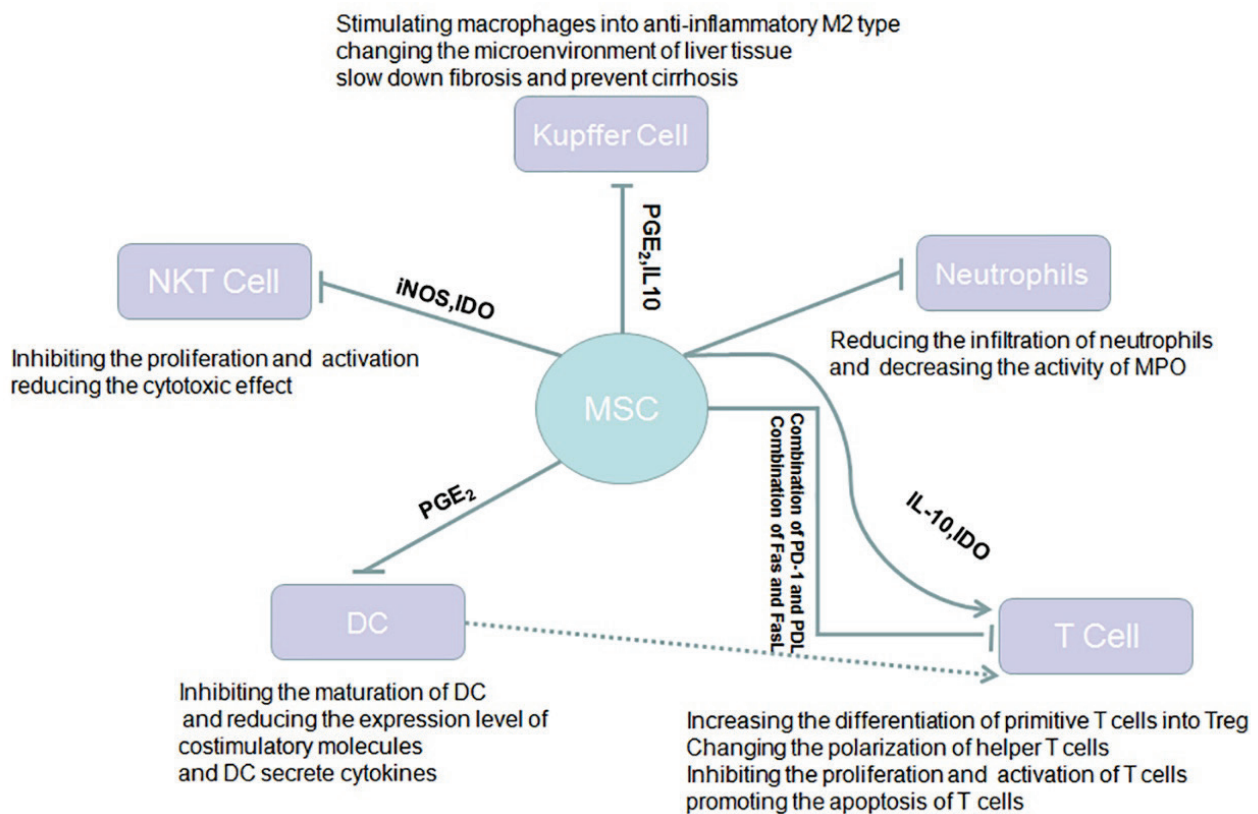 Stimulating macrophages into anti-inflammatory M2 type
changing the microenvironment of liver tissue
slow down fibrosis and prevent cirrhosis
Kupffer Cell
PGE₂,IL10
NKT Cell
iNOS,IDO
Inhibiting the proliferation and activation
reducing the cytotoxic effect
Neutrophils
Reducing the infiltration of neutrophils
and decreasing the activity of MPO
MSC
Combination of PD-1 and PDL
Combination of Fas and FasL
IL-10,IDO
PGE₂
DC
Inhibiting the maturation of DC
and reducing the expression level of
costimulatory molecules
and DC secrete cytokines
T Cell
Increasing the differentiation of primitive T cells into Treg
Changing the polarization of helper T cells
Inhibiting the proliferation and activation of T cells
promoting the apoptosis of T cells